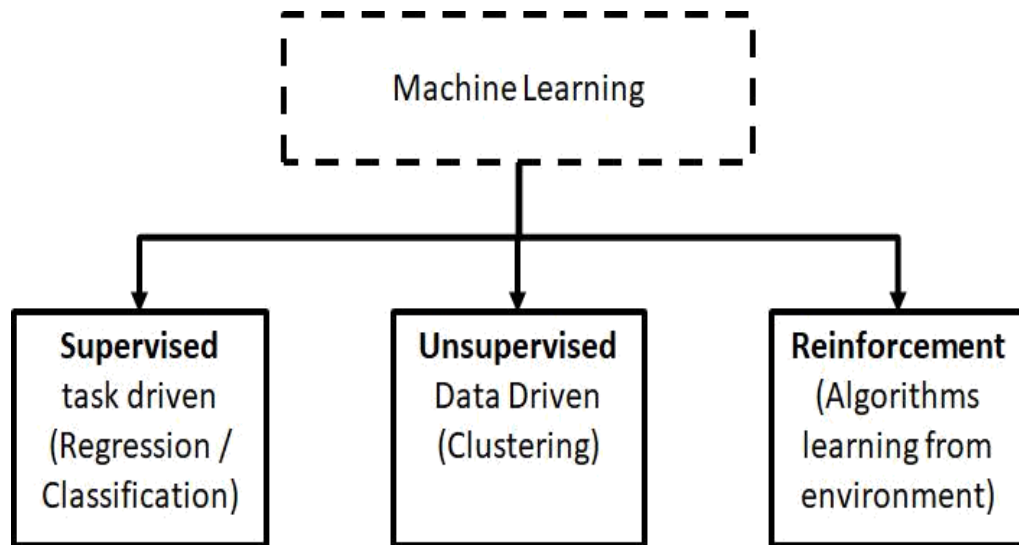 Machine Learning
Supervised
task driven
(Regression /
Classification)
Unsupervised
Data Driven
(Clustering)
Reinforcement
(Algorithms
learning from
environment)